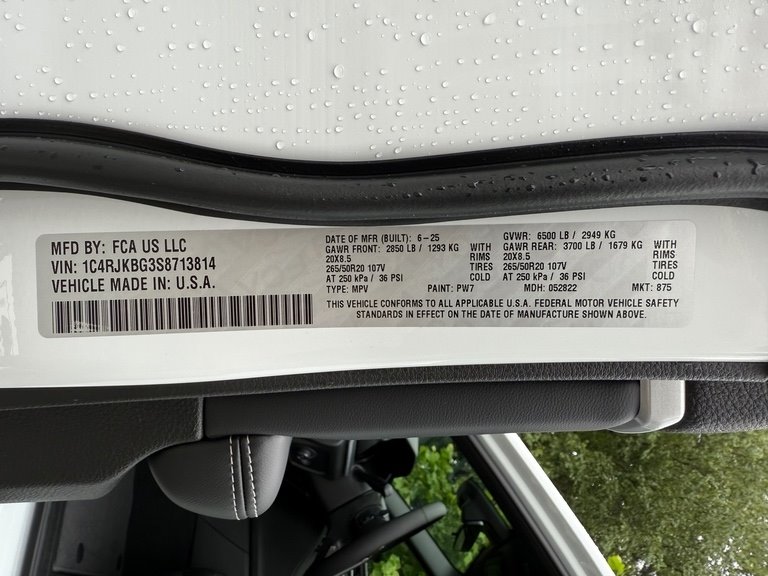 MFD BY: FCA US LLC
VIN: 1C4RJKBG3S8713814
VEHICLE MADE IN: U.S.A.
DATE OF MFR (BUILT): 6-25
GVWR: 6500 LB / 2949 KG
GAWR FRONT: 2850 LB / 1293 KG WITH
GAWR REAR: 3700 LB / 1679 KG WITH
20X8.5 RIMS
20X8.5 RIMS
265/50R20 107V TIRES
265/50R20 107V TIRES
AT 250 kPa / 36 PSI COLD
AT 250 kPa / 36 PSI COLD
TYPE: MPV PAINT: PW7 MDH: 052822 MKT: 875
THIS VEHICLE CONFORMS TO ALL APPLICABLE U.S.A. FEDERAL MOTOR VEHICLE SAFETY
STANDARDS IN EFFECT ON THE DATE OF MANUFACTURE SHOWN ABOVE.